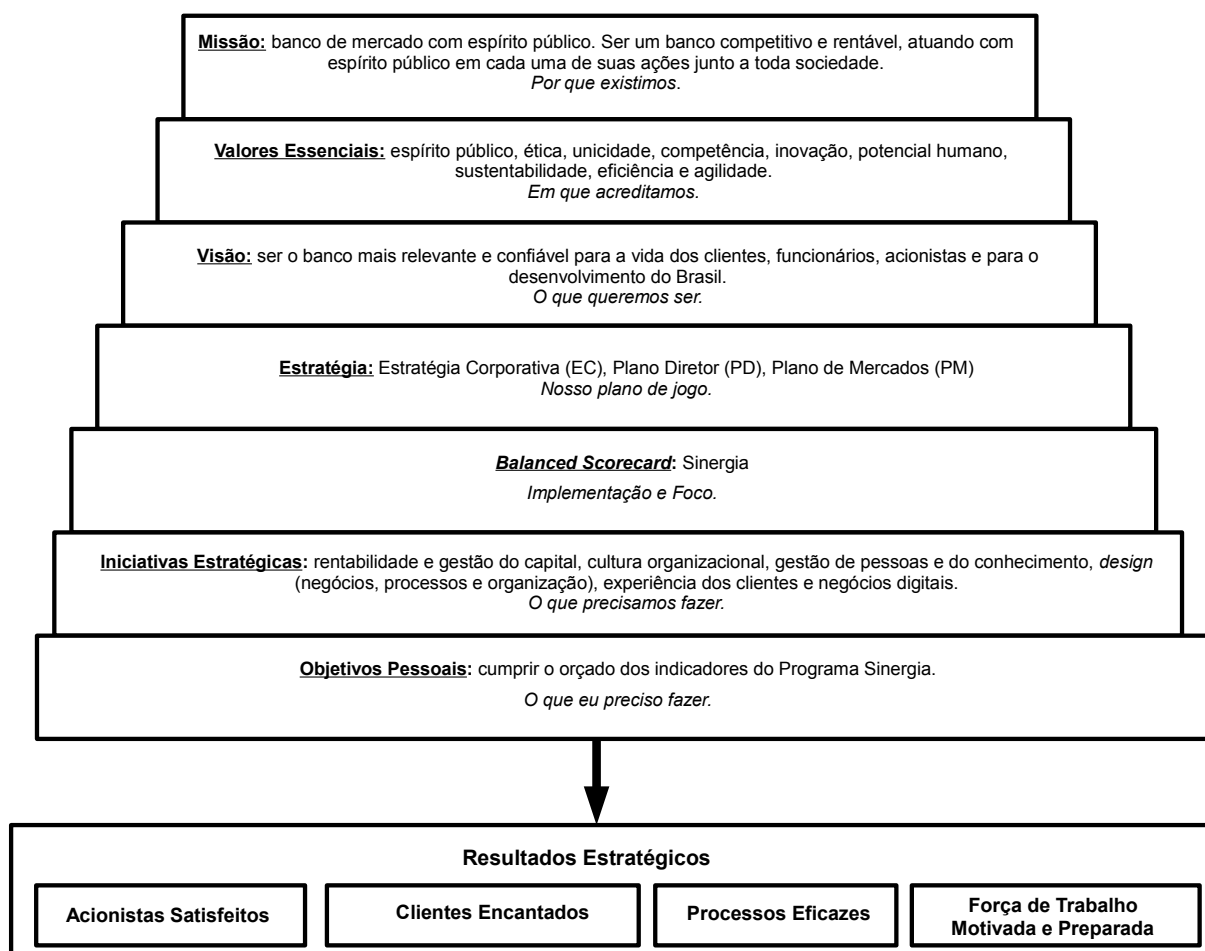 Missão: banco de mercado com espírito público. Ser um banco competitivo e rentável, atuando com
espírito público em cada uma de suas ações junto a toda sociedade.
Por que existimos.
Valores Essenciais: espírito público, ética, unicidade, competência, inovação, potencial humano,
sustentabilidade, eficiência e agilidade.
Em que acreditamos.
Visão: ser o banco mais relevante e confiável para a vida dos clientes, funcionários, acionistas e para o
desenvolvimento do Brasil.
O que queremos ser.
Estratégia: Estratégia Corporativa (EC), Plano Diretor (PD), Plano de Mercados (PM)
Nosso plano de jogo.
Balanced Scorecard: Sinergia
Implementação e Foco.
Iniciativas Estratégicas: rentabilidade e gestão do capital, cultura organizacional, gestão de pessoas e do conhecimento, design
(negócios, processos e organização), experiência dos clientes e negócios digitais.
O que precisamos fazer.
Objetivos Pessoais: cumprir o orçado dos indicadores do Programa Sinergia.
O que eu preciso fazer.
Resultados Estratégicos
Acionistas Satisfeitos
Clientes Encantados
Processos Eficazes
Força de Trabalho
Motivada e Preparada